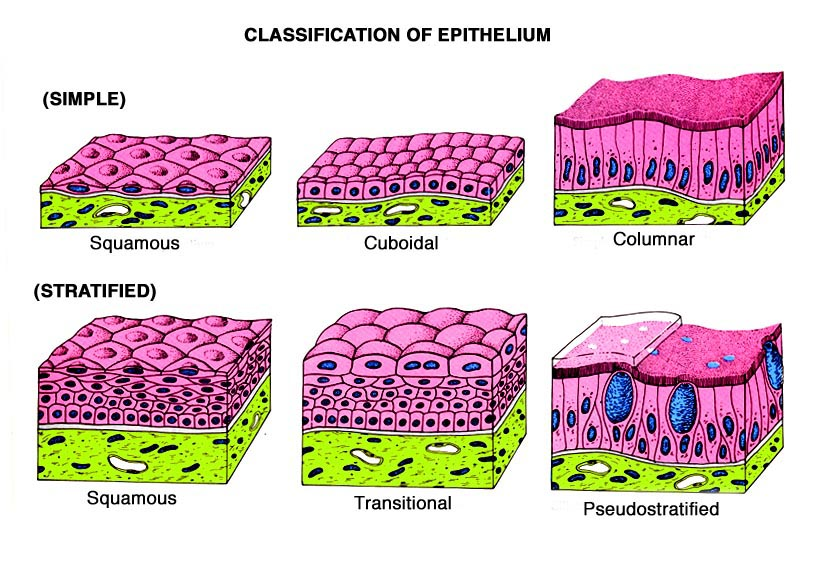 CLASSIFICATION OF EPITHELIUM
(SIMPLE)
Squamous
Cuboidal
Columnar
(STRATIFIED)
Squamous
Transitional
Pseudostratified